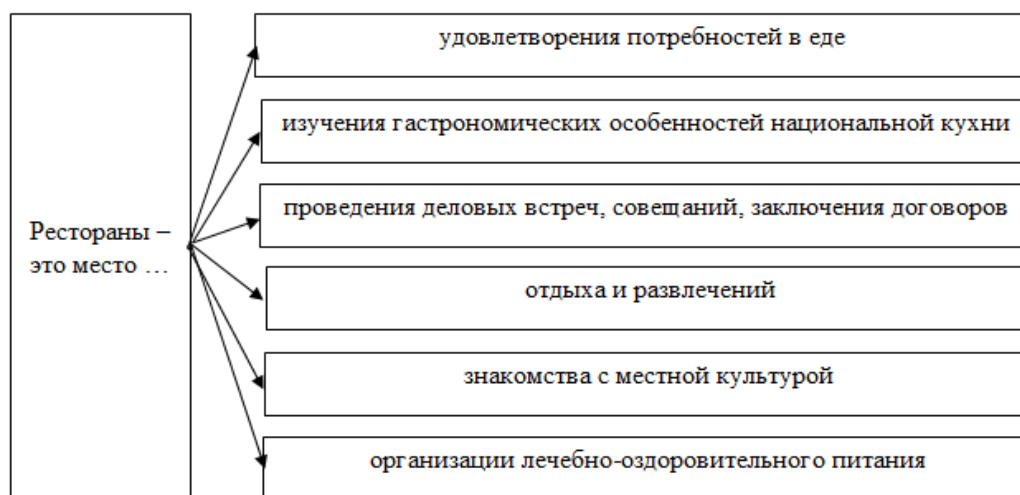 Рестораны –
это место …
удовлетворения потребностей в еде
изучения гастрономических особенностей национальной кухни
проведения деловых встреч, совещаний, заключения договоров
отдыха и развлечений
знакомства с местной культурой
организации лечебно-оздоровительного питания